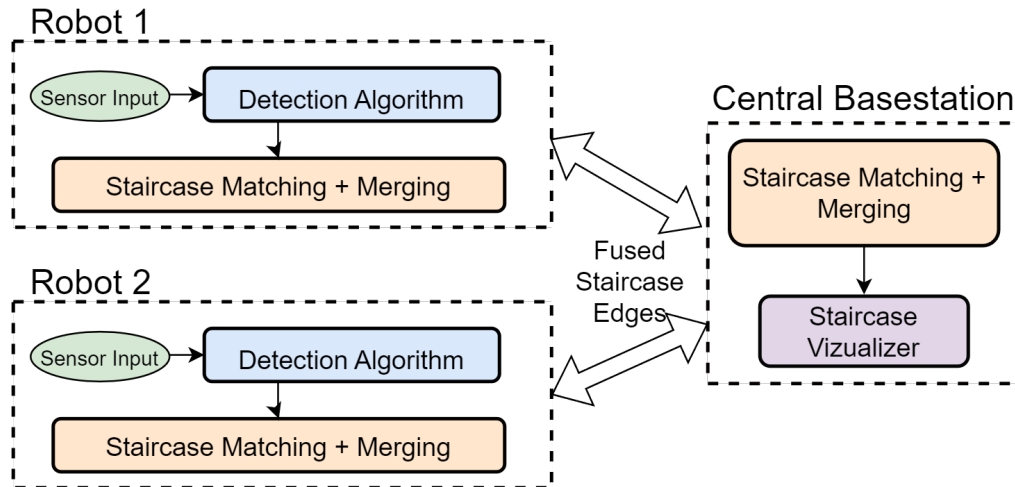 Robot 1
Sensor Input
Detection Algorithm
Staircase Matching + Merging
Robot 2
Sensor Input
Detection Algorithm
Staircase Matching + Merging
Fused
Staircase
Edges
Central Basestation
Staircase Matching +
Merging
Staircase
Vizualizer